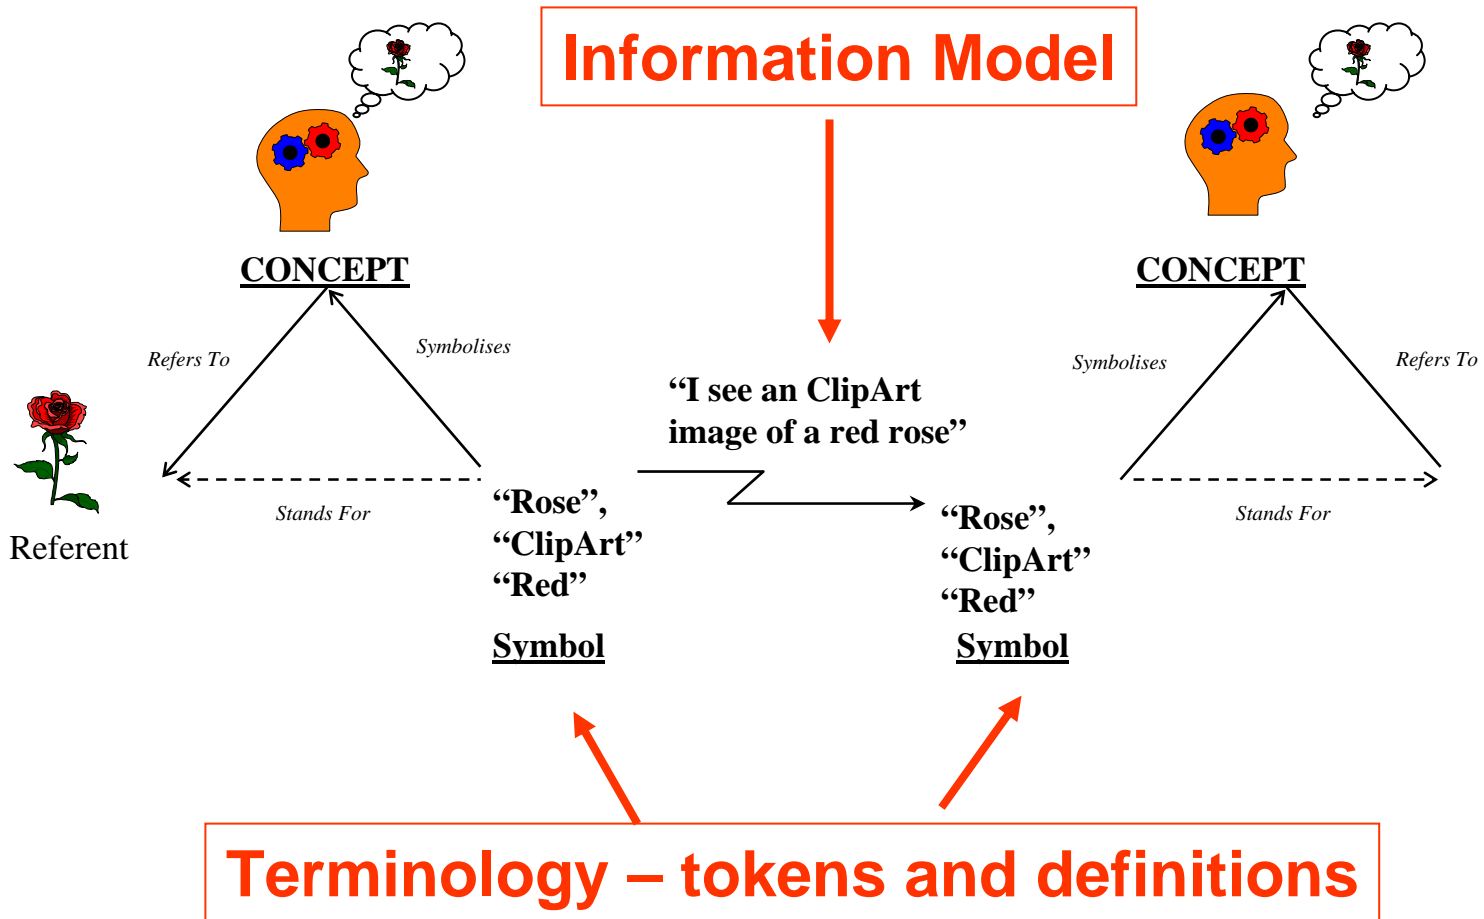 Information Model
CONCEPT
CONCEPT
Refers To
Symbolises
Symbolises
Refers To
“I see an ClipArt
image of a red rose”
Stands For
Stands For
Referent
“Rose”,
“ClipArt”
“Red”
Symbol
“Rose”,
“ClipArt”
“Red”
Symbol
Terminology – tokens and definitions